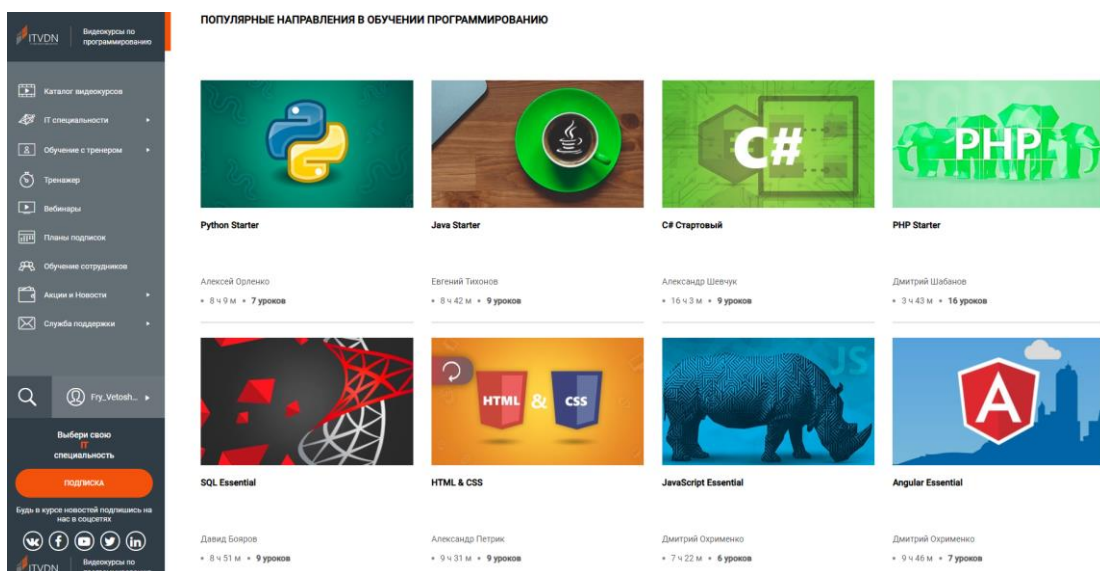 ITVDN
Видеокурсы по
программированию
Каталог видеокурсов
IT специальности
Обучение с тренером
Тренажер
Вебинары
Планы подписок
Обучение сотрудников
Акции и Новости
Служба поддержки
Fry_Vetosh...
Выбери свою
IT
специальность
ПОДПИСКА
Будь в курсе новостей подпишись на
нас в соцсетях
ITVDN
Видеокурсы по
ПОПУЛЯРНЫЕ НАПРАВЛЕНИЯ В ОБУЧЕНИИ ПРОГРАММИРОВАНИЮ
C#
PHP
Python Starter
Java Starter
C# Стартовый
PHP Starter
Алексей Орленко
Евгений Тихонов
Александр Шевчук
Дмитрий Шабанов
• 8 ч 9 м • 7 уроков
• 8 ч 42 м • 9 уроков
• 16 ч 3 м • 9 уроков
• 3 ч 43 м • 16 уроков
HTML & CSS
JS
A
SQL Essential
HTML & CSS
JavaScript Essential
Angular Essential
Давид Бояров
Александр Петрик
Дмитрий Охрименко
Дмитрий Охрименко
• 8 ч 51 м • 9 уроков
• 9 ч 31 м • 9 уроков
• 7 ч 22 м • 6 уроков
• 9 ч 46 м • 7 уроков